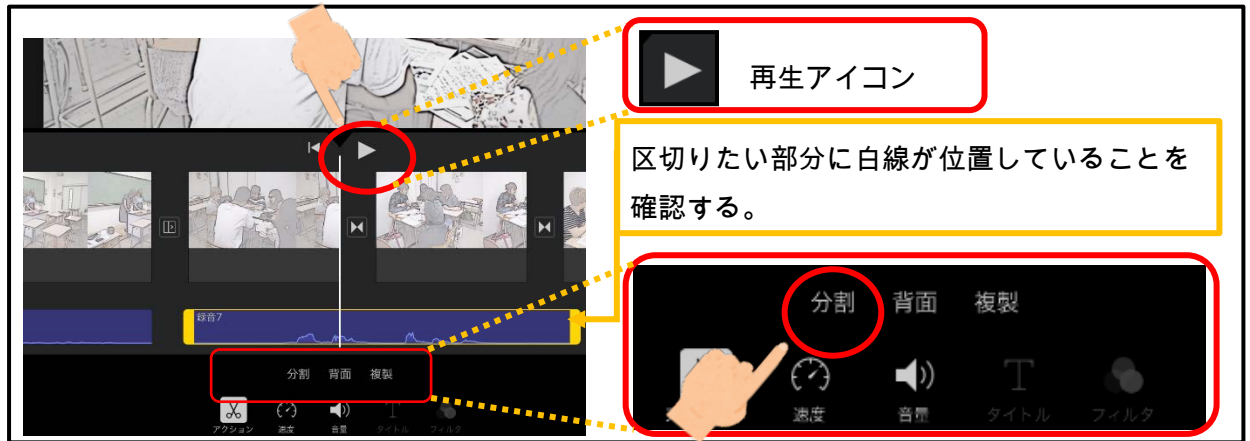 再生アイコン
区切りたい部分に白線が位置していることを
確認する。
録音7
分割 背面 複製
アクション 速度 音量 タイトル フィルタ
分割 背面 複製
速度 音量 タイトル フィルタ